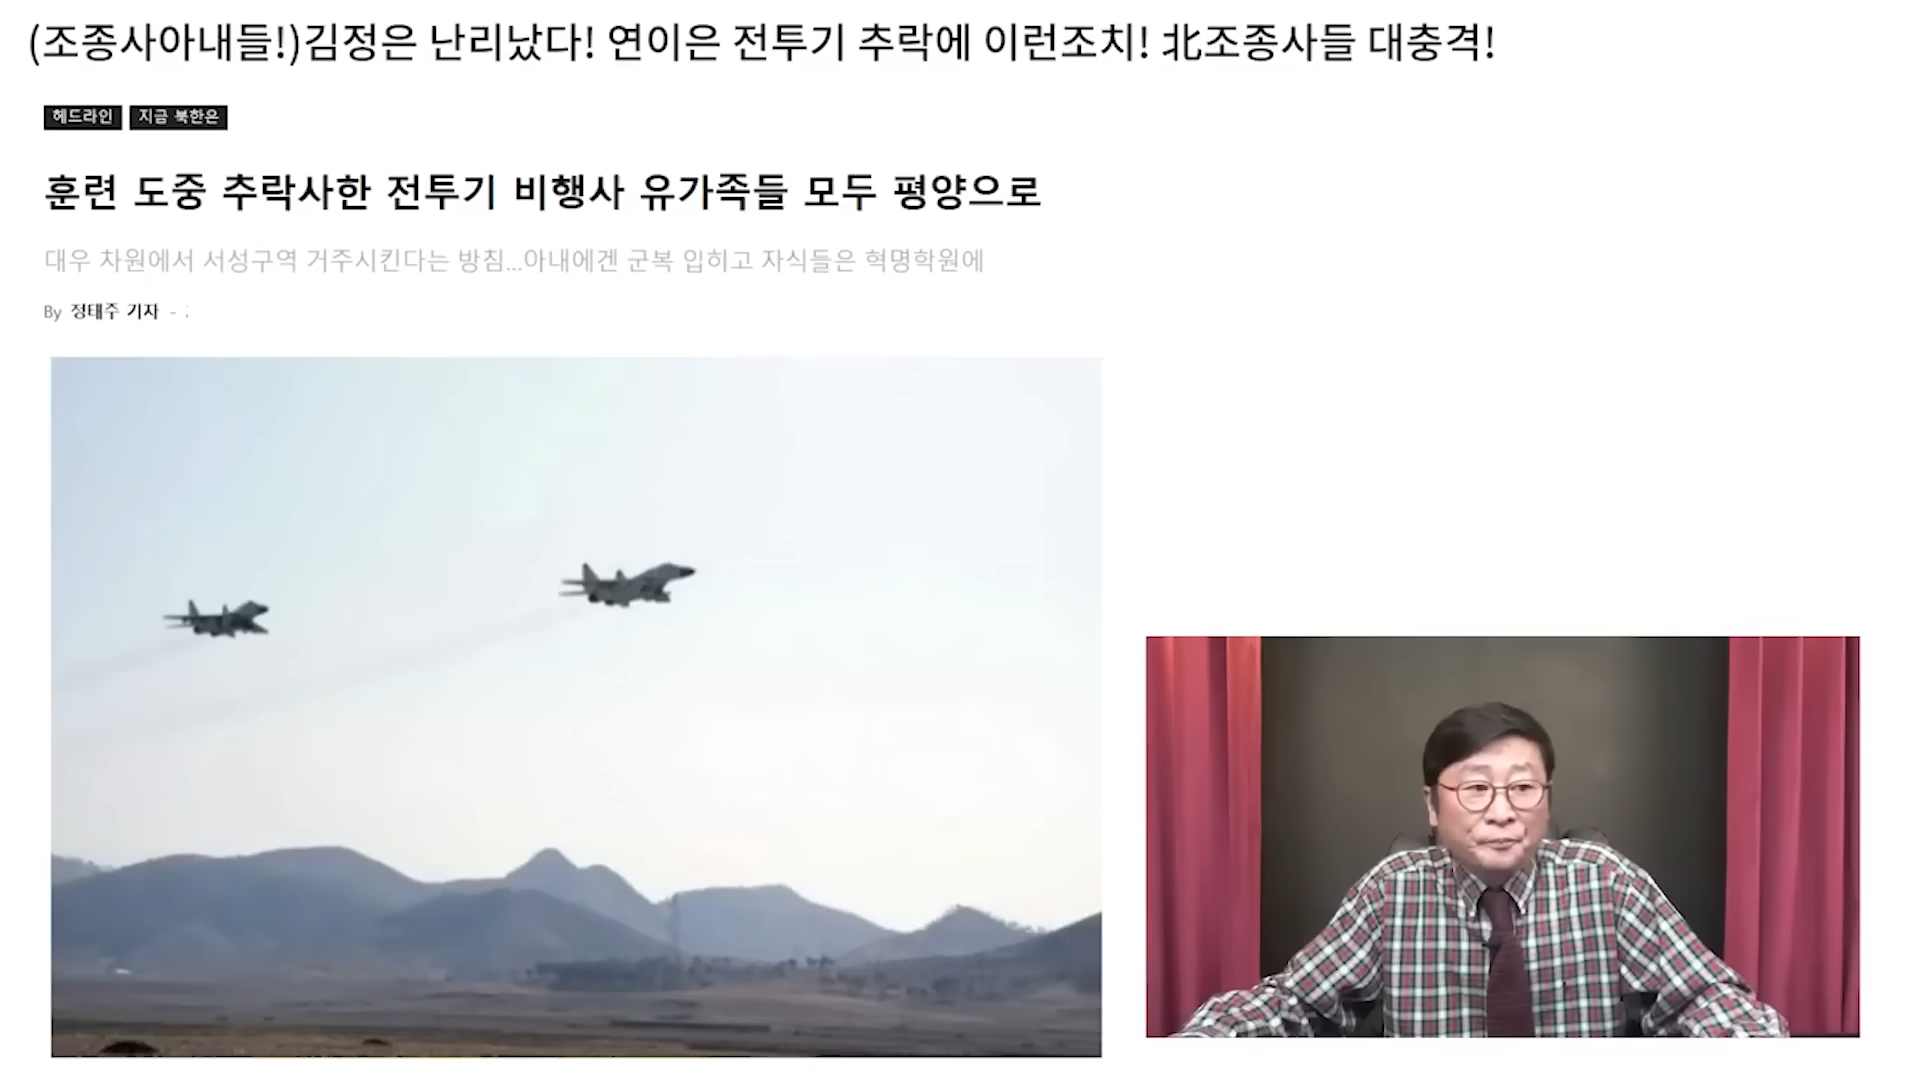 (조종사아내들!)김정은 난리났다! 연이은 전투기 추락에 이런조치! 北조종사들 대충격!
헤드라인 지금 북한은
훈련 도중 추락사한 전투기 비행사 유가족들 모두 평양으로
대우 차원에서 서성구역 거주시킨다는 방침...아내에겐 군복 입히고 자식들은 혁명학원에
By 정태주 기자 -